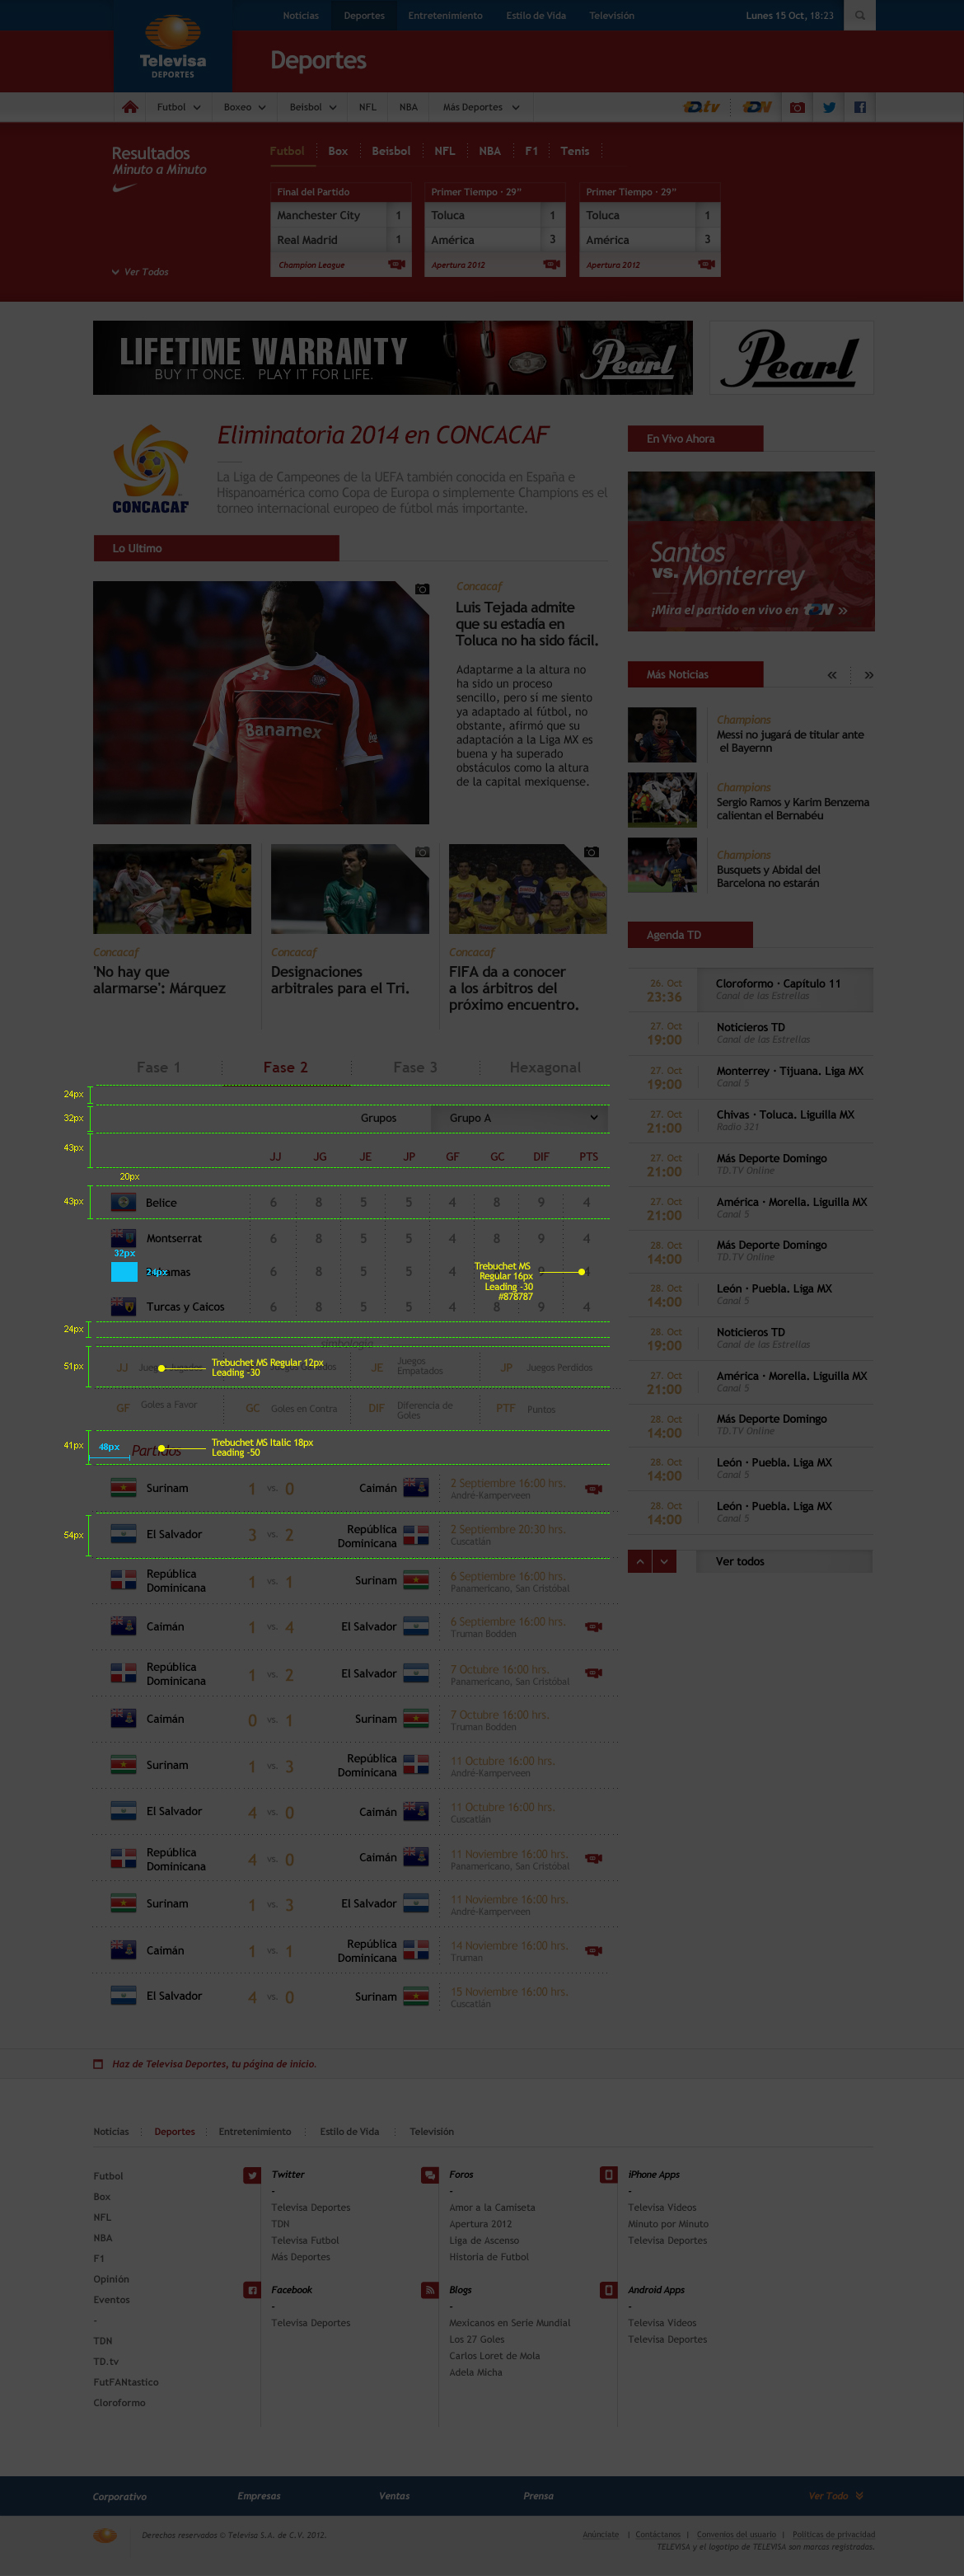 Noticias Deportes Entretenimiento Estilo de Vida Televisión Lunes 15 Oct, 18:23
Televisa
DEPORTES
Deportes
Futbol Boxeo Beisbol NFL NBA Más Deportes
Resultados
Minuto a Minuto
Ver Todos
Futbol Box Beisbol NFL NBA F1 Tenis
Final del Partido
Manchester City 1
Real Madrid 1
Champion League
Primer Tiempo · 29"
Toluca 1
América 3
Apertura 2012
Primer Tiempo · 29"
Toluca 1
América 3
Apertura 2012
LIFETIME WARRANTY
BUY IT ONCE. PLAY IT FOR LIFE.
Pearl
Pearl
CONCACAF
Eliminatoria 2014 en CONCACAF
La Liga de Campeones de la UEFA también conocida en España e
Hispanoamérica como Copa de Europa o simplemente Champions es el
torneo internacional europeo de fútbol más importante.
Lo Ultimo
Banamex
Concacaf
Luis Tejada admite
que su estadía en
Toluca no ha sido fácil.
Adaptarme a la altura no
ha sido un proceso
sencillo, pero sí me siento
ya adaptado al fútbol, no
obstante, afirmó que su
adaptación a la Liga MX es
buena y ha superado
obstáculos como la altura
de la capital mexiquense.
Concacaf
'No hay que
alarmarse': Márquez
Concacaf
Designaciones
arbitrales para el Tri.
Concacaf
FIFA da a conocer
a los árbitros del
próximo encuentro.
En Vivo Ahora
Santos
vs. Monterrey
¡Mira el partido en vivo en
Más Noticias
Champions
Messi no jugará de titular ante
el Bayernn
Champions
Sergio Ramos y Karim Benzema
calientan el Bernabéu
Champions
Busquets y Abidal del
Barcelona no estarán
Agenda TD
26. Oct
23:36
Cloroformo · Capitulo 11
Canal de las Estrellas
27. Oct
19:00
Noticieros TD
Canal de las Estrellas
27. Oct
19:00
Monterrey · Tijuana. Liga MX
Canal 5
27. Oct
21:00
Chivas · Toluca. Liguilla MX
Radio 321
27. Oct
21:00
Más Deporte Domingo
TD.TV Online
27. Oct
21:00
América · Morella. Liguilla MX
Canal 5
28. Oct
14:00
Más Deporte Domingo
TD.TV Online
28. Oct
14:00
León · Puebla. Liga MX
Canal 5
28. Oct
19:00
Noticieros TD
Canal de las Estrellas
27. Oct
21:00
América · Morella. Liguilla MX
Canal 5
28. Oct
14:00
Más Deporte Domingo
TD.TV Online
28. Oct
14:00
León · Puebla. Liga MX
Canal 5
28. Oct
14:00
León · Puebla. Liga MX
Canal 5
Ver todos
Fase 1 Fase 2 Fase 3 Hexagonal
24px
32px Grupos Grupo A
43px
JJ JG JE JP GF GC DIF PTS
20px
43px Belice 6 8 5 5 4 8 9 4
Montserrat 6 8 5 5 4 8 9 4
32px
24px
6 8 5 5 4
Trebuchet MS
Regular 16px
Leading -30
#878787
Turcas y Caicos 6 8 5 5 4 8 9 4
24px
51px
JJ
Trebuchet MS Regular 12px
Leading -30
JE Juegos Empatados
JP Juegos Perdidos
GF Goles a Favor
GC Goles en Contra
DIF Diferencia de Goles
PTF Puntos
41px
48px Partidos
Trebuchet MS Italic 18px
Leading -50
Surinam 1 vs. 0 Caimán 2 Septiembre 16:00 hrs.
André-Kamperveen
54px
El Salvador 3 vs. 2 República Dominicana 2 Septiembre 20:30 hrs.
Cuscatlán
República Dominicana 1 vs. 1 Surinam 6 Septiembre 16:00 hrs.
Panamericano, San Cristóbal
Caimán 1 vs. 4 El Salvador 6 Septiembre 16:00 hrs.
Truman Bodden
República Dominicana 1 vs. 2 El Salvador 7 Octubre 16:00 hrs.
Panamericano, San Cristóbal
Caimán 0 vs. 1 Surinam 7 Octubre 16;00 hrs.
Truman Bodden
Surinam 1 vs. 3 República Dominicana 11 Octubre 16:00 hrs.
André-Kamperveen
El Salvador 4 vs. 0 Caimán 11 Octubre 16:00 hrs.
Cuscatlán
República Dominicana 4 vs. 0 Caimán 11 Noviembre 16:00 hrs.
Panamericano, San Cristóbal
Surinam 1 vs. 3 El Salvador 11 Noviembre 16:00 hrs.
André-Kamperveen
Caimán 1 vs. 1 República Dominicana 14 Noviembre 16:00 hrs.
Truman
El Salvador 4 vs. 0 Surinam 15 Noviembre 16:00 hrs.
Cuscatlán
Haz de Televisa Deportes, tu página de inicio.
Noticias Deportes Entretenimiento Estilo de Vida Televisión
Futbol
Box
NFL
NBA
F1
Opinión
Eventos
-
TDN
TD.tv
FutFANtastico
Cloroformo
Twitter
-
Televisa Deportes
TDN
Televisa Futbol
Más Deportes
Facebook
-
Televisa Deportes
Foros
-
Amor a la Camiseta
Apertura 2012
Liga de Ascenso
Historia de Futbol
Blogs
-
Mexicanos en Serie Mundial
Los 27 Goles
Carlos Loret de Mola
Adela Micha
iPhone Apps
-
Televisa Videos
Minuto por Minuto
Televisa Deportes
Android Apps
-
Televisa Videos
Televisa Deportes
Corporativo Empresas Ventas Prensa Ver Todo
Derechos reservados © Televisa S.A. de C.V. 2012.
Anúnciate | Contáctanos | Convenios del usuario | Políticas de privacidad
TELEVISA y el logotipo de TELEVISA son marcas registradas.